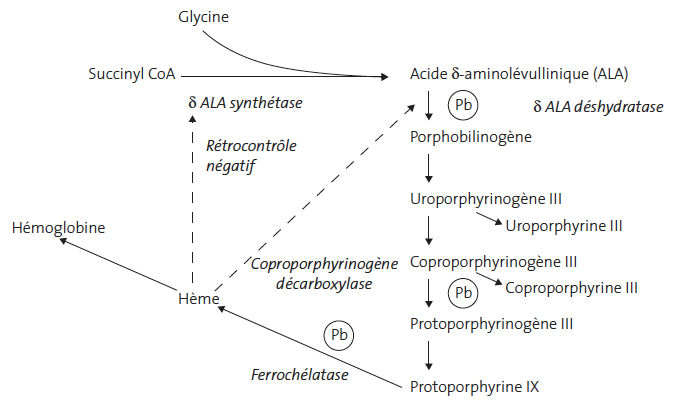 Glycine
Succinyl CoA
Acide δ-aminolévullinique (ALA)
δ ALA synthétase
Pb
δ ALA déshydratase
Rétrocontrôle
négatif
Porphobilinogène
Uroporphyrinogène III
Uroporphyrine III
Hémoglobine
Coproporphyrinogène
décarboxylase
Coproporphyrinogène III
Pb
Coproporphyrine III
Hème
Protoporphyrinogène III
Pb
Ferrochélatase
Protoporphyrine IX